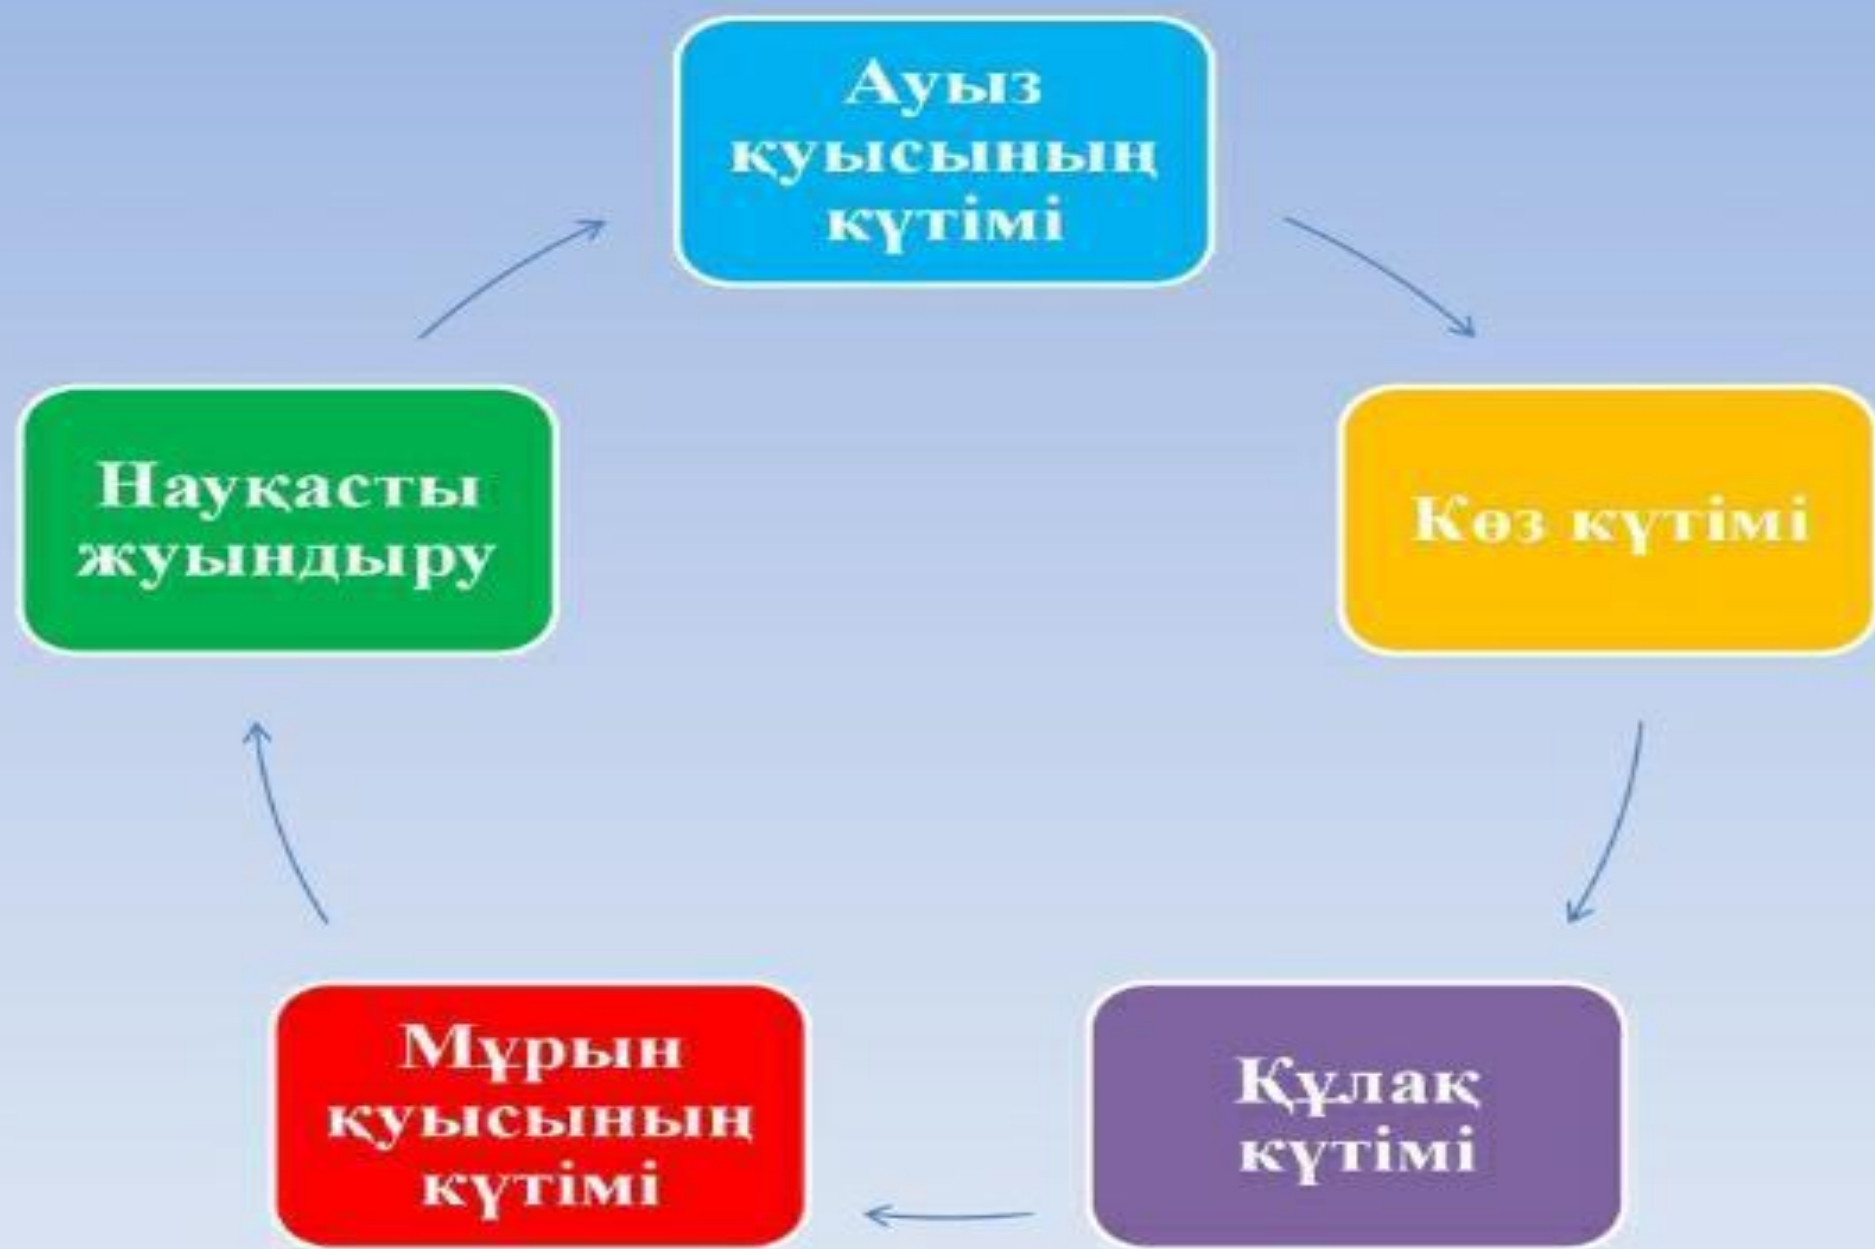 Ауыз
қуысының
күтімі
Науқасты
жуындыру
Көз күтімі
Мұрын
қуысының
күтімі
Құлақ
күтімі